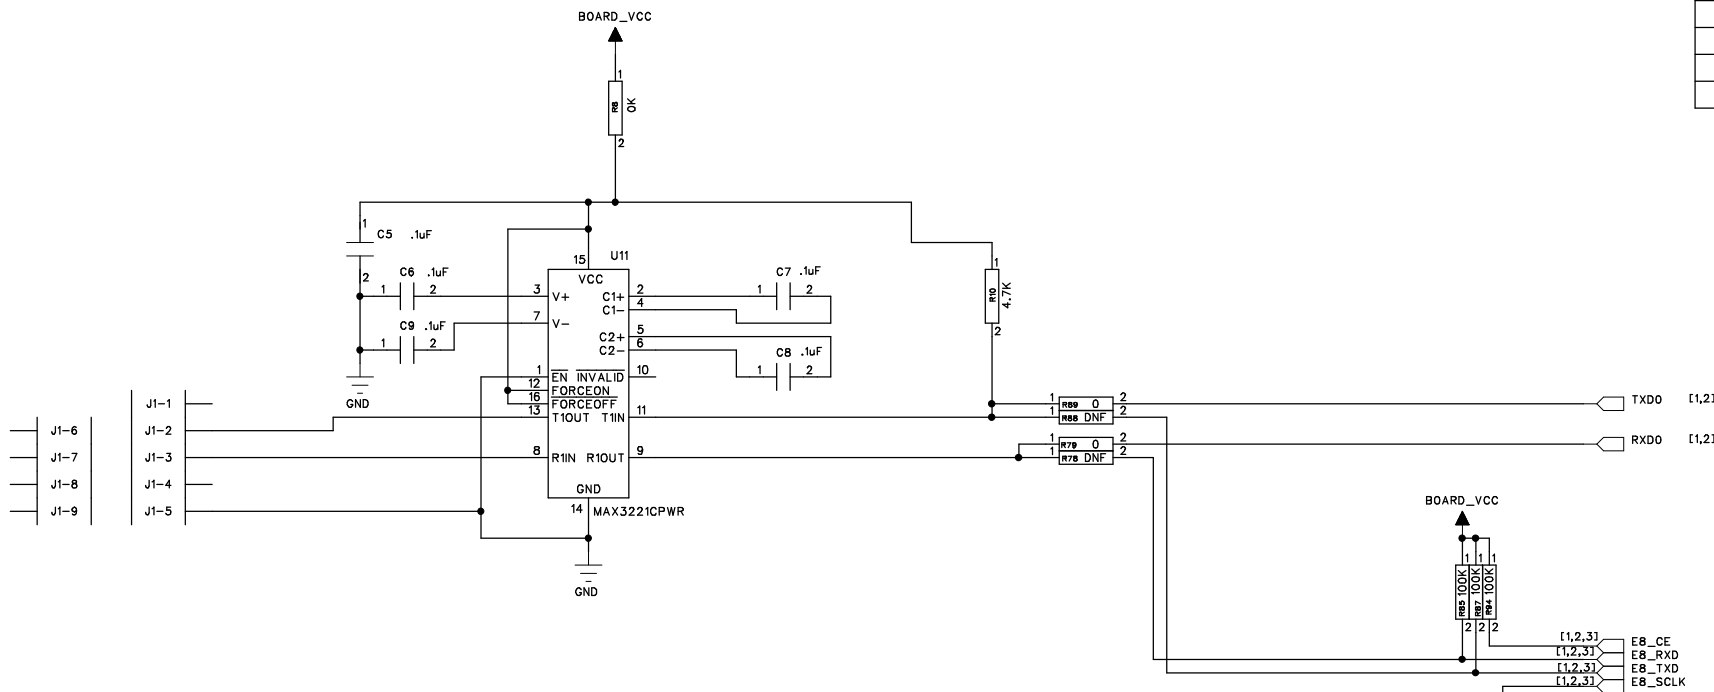 BOARD_VCC
1
R8
0K
2
1
C5 .1uF
2
C6 .1uF
1 2
C9 .1uF
1 2
GND
U11
15
VCC
3 V+
7 V-
C1+ 2
C1- 4
C2+ 5
C2- 6
C7 .1uF
1 2
C8 .1uF
1 2
1 EN INVALID 10
12 FORCEON
16 FORCEOFF
13 T1OUT T1IN 11
8 R1IN R1OUT 9
GND
14 MAX3221CPWR
GND
1
R10
4.7K
2
J1-1
J1-6 J1-2
J1-7 J1-3
J1-8 J1-4
J1-9 J1-5
1 R89 0 2
1 R88 DNF 2
1 R79 0 2
1 R78 DNF 2
TXD0 [1,2]
RXD0 [1,2]
BOARD_VCC
1 1 1
R85 100K
R87 100K
R94 100K
2 2 2
[1,2,3] E8_CE
[1,2,3] E8_RXD
[1,2,3] E8_TXD
[1,2,3] E8_SCLK